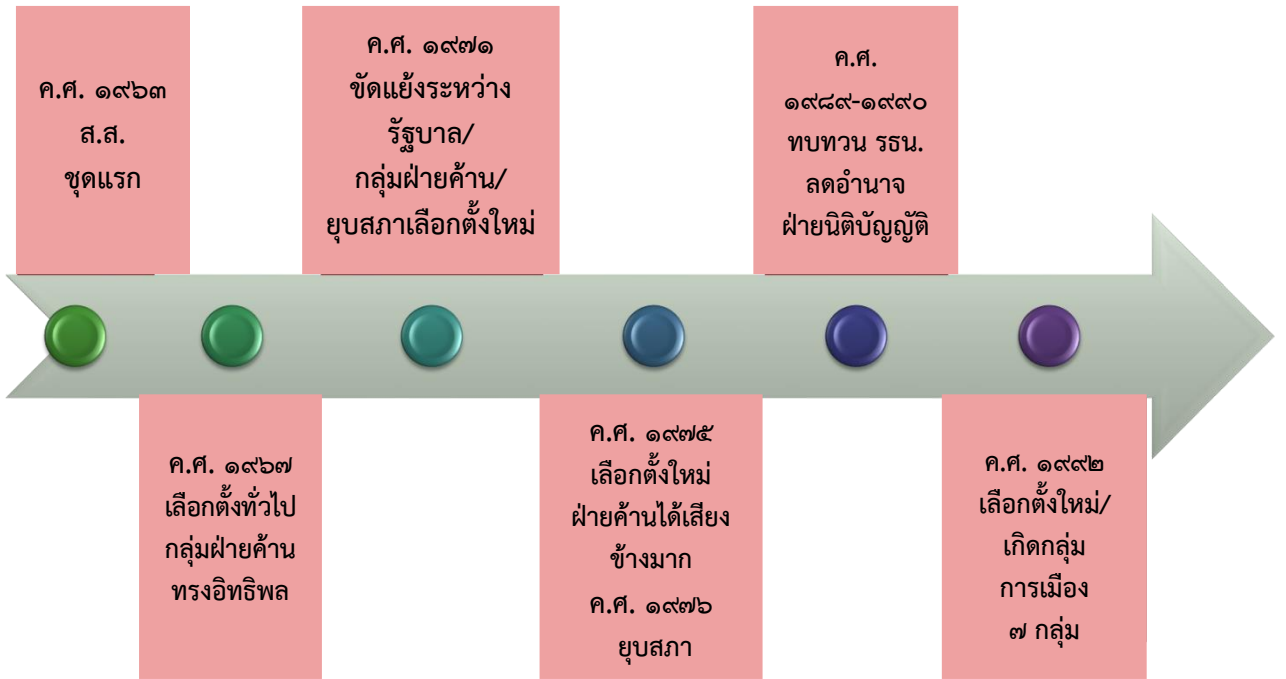 ค.ศ. ๑๙๖๓
ส.ส.
ชุดแรก
ค.ศ. ๑๙๖๗
เลือกตั้งทั่วไป
กลุ่มฝ่ายค้าน
ทรงอิทธิพล
ค.ศ. ๑๙๗๑
ขัดแย้งระหว่าง
รัฐบาล/
กลุ่มฝ่ายค้าน/
ยุบสภาเลือกตั้งใหม่
ค.ศ. ๑๙๗๕
เลือกตั้งใหม่
ฝ่ายค้านได้เสียง
ข้างมาก
ค.ศ. ๑๙๗๖
ยุบสภา
ค.ศ.
๑๙๘๙-๑๙๙๐
ทบทวน รธน.
ลดอำนาจ
ฝ่ายนิติบัญญัติ
ค.ศ. ๑๙๙๒
เลือกตั้งใหม่/
เกิดกลุ่ม
การเมือง
๗ กลุ่ม